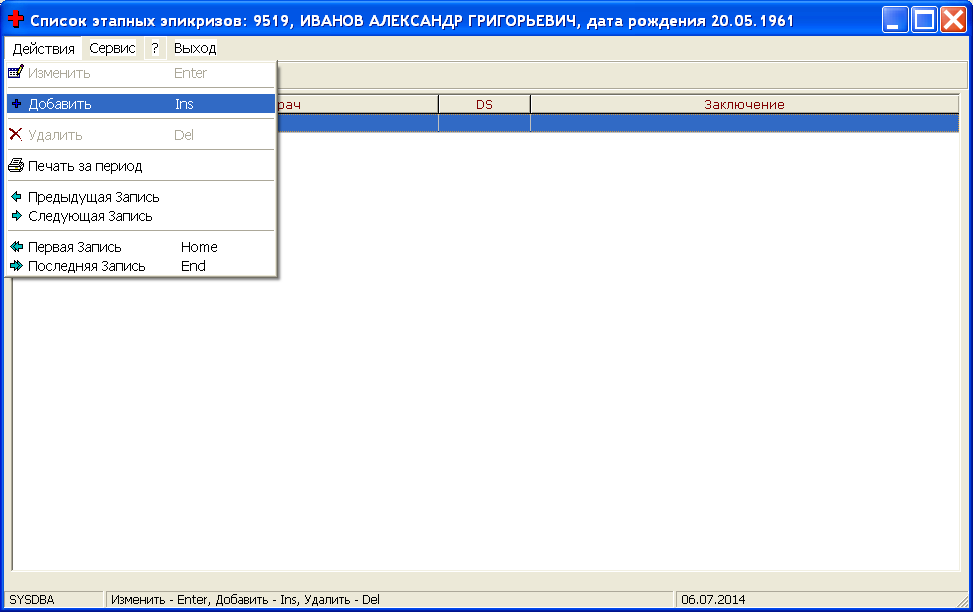 Список этапных эпикризов: 9519, ИВАНОВ АЛЕКСАНДР ГРИГОРЬЕВИЧ, дата рождения 20.05.1961
Действия Сервис ? Выход
Изменить Enter
Добавить Ins
Удалить Del
Печать за период
Предыдущая Запись
Следующая Запись
Первая Запись Home
Последняя Запись End
рач DS Заключение
SYSDBA Изменить - Enter, Добавить - Ins, Удалить - Del 06.07.2014